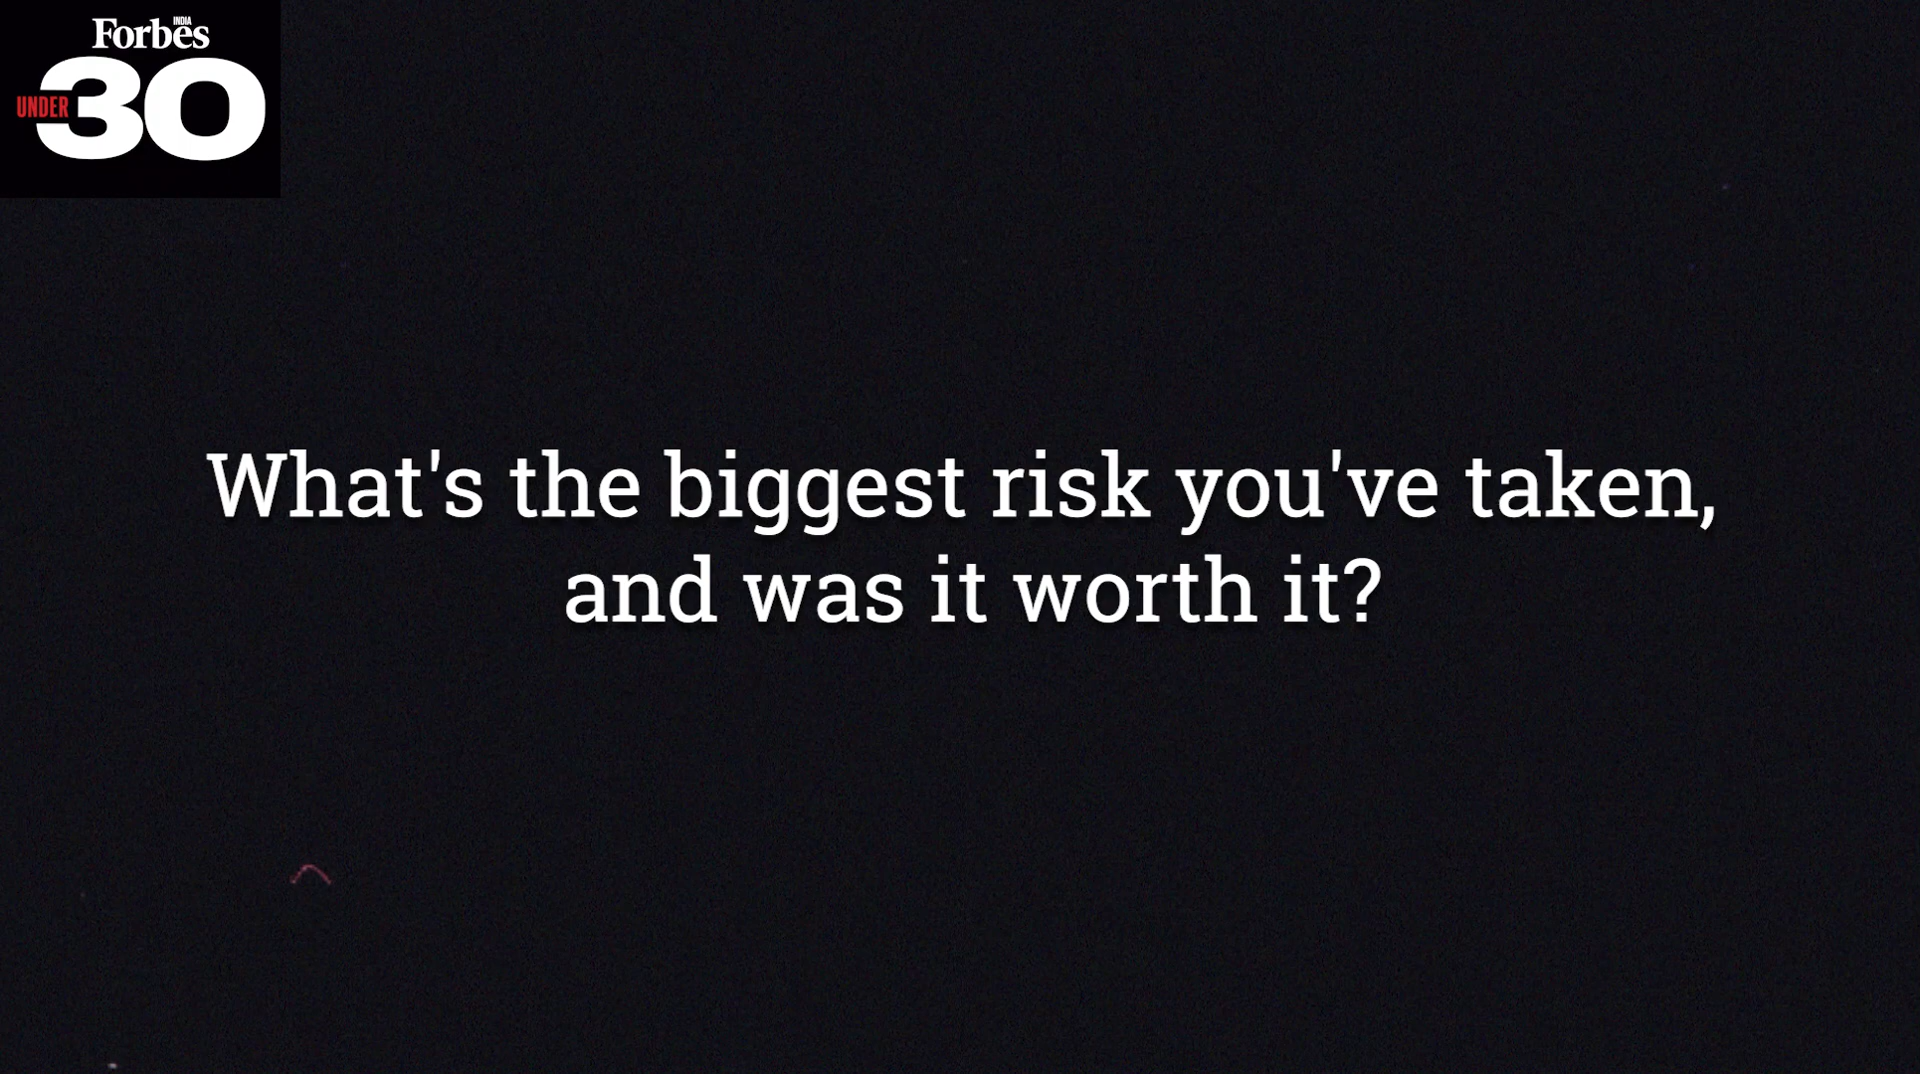 Forbes
INDIA
UNDER
30
What's the biggest risk you've taken,
and was it worth it?